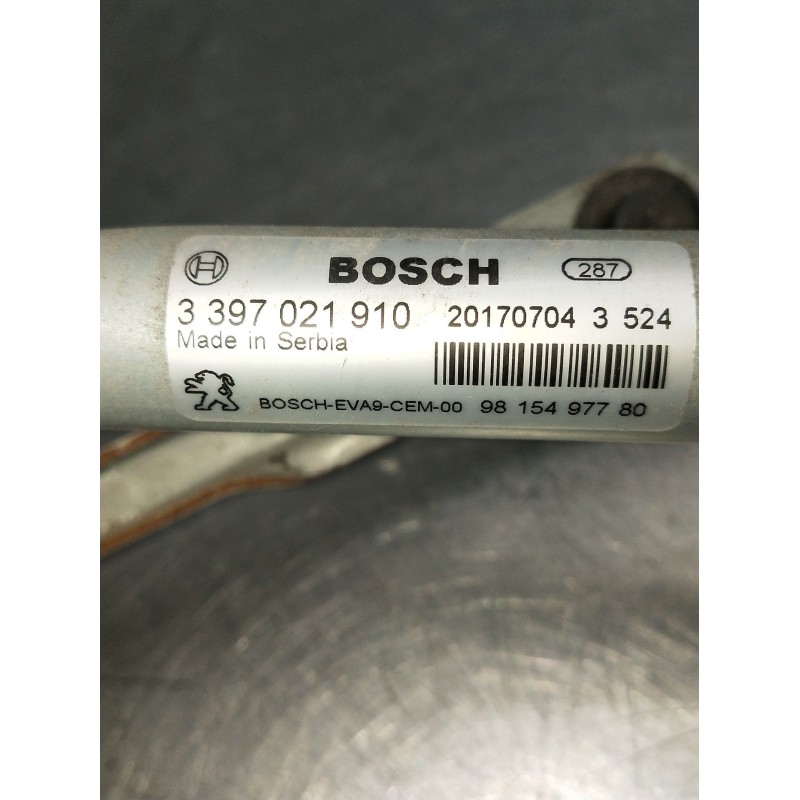 BOSCH 287
3 397 021 910 20170704 3 524
Made in Serbia
BOSCH-EVA9-CEM-00 98 154 977 80